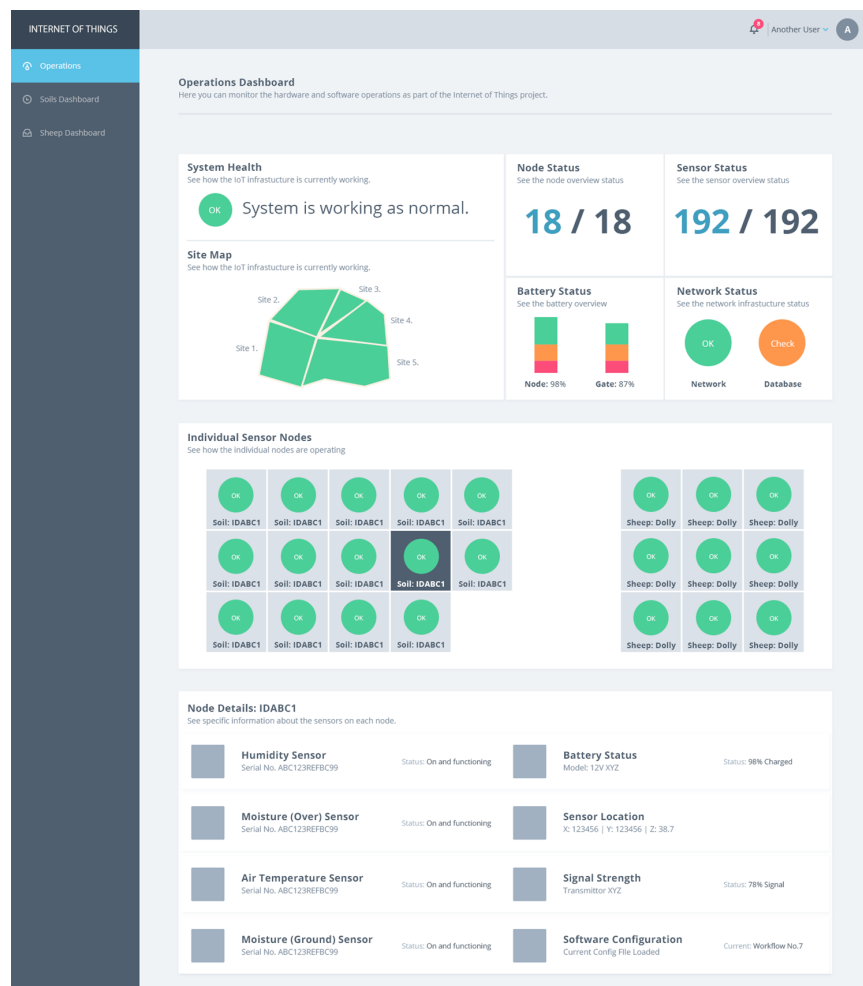 INTERNET OF THINGS
8
Another User
A
Operations
Soils Dashboard
Sheep Dashboard
Operations Dashboard
Here you can monitor the hardware and software operations as part of the Internet of Things project.
System Health
See how the IoT infrastucture is currently working.
OK
System is working as normal.
Site Map
See how the IoT infrastucture is currently working.
Site 1.
Site 2.
Site 3.
Site 4.
Site 5.
Node Status
See the node overview status
18 / 18
Sensor Status
See the sensor overview status
192 / 192
Battery Status
See the battery overview
Node: 98%
Gate: 87%
Network Status
See the network infrastucture status
OK
Check
Network
Database
Individual Sensor Nodes
See how the individual nodes are operating
OK OK OK OK OK
Soil: IDABC1 Soil: IDABC1 Soil: IDABC1 Soil: IDABC1 Soil: IDABC1
OK OK OK OK OK
Soil: IDABC1 Soil: IDABC1 Soil: IDABC1 Soil: IDABC1 Soil: IDABC1
OK OK OK OK
Soil: IDABC1 Soil: IDABC1 Soil: IDABC1 Soil: IDABC1
OK OK OK
Sheep: Dolly Sheep: Dolly Sheep: Dolly
OK OK OK
Sheep: Dolly Sheep: Dolly Sheep: Dolly
OK OK OK
Sheep: Dolly Sheep: Dolly Sheep: Dolly
Node Details: IDABC1
See specific information about the sensors on each node.
Humidity Sensor
Serial No. ABC123REFBC99
Status: On and functioning
Battery Status
Model: 12V XYZ
Status: 98% Charged
Moisture (Over) Sensor
Serial No. ABC123REFBC99
Status: On and functioning
Sensor Location
X: 123456 | Y: 123456 | Z: 38.7
Air Temperature Sensor
Serial No. ABC123REFBC99
Status: On and functioning
Signal Strength
Transmittor XYZ
Status: 78% Signal
Moisture (Ground) Sensor
Serial No. ABC123REFBC99
Status: On and functioning
Software Configuration
Current Config FIle Loaded
Current: Workflow No.7